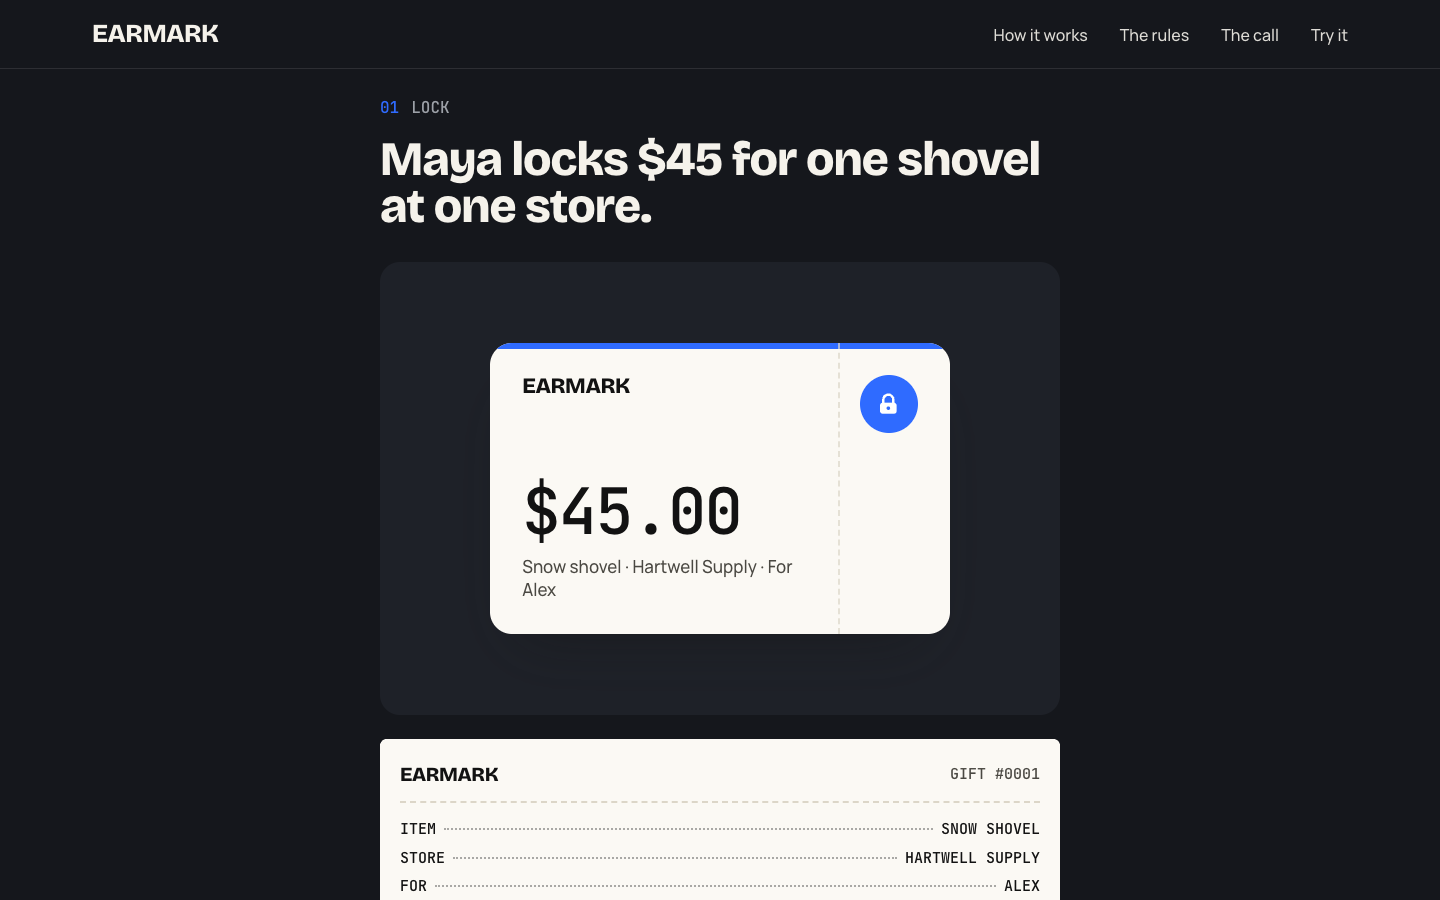 EARMARK
How it works The rules The call Try it
01 LOCK
Maya locks $45 for one shovel
at one store.
EARMARK
$45.00
Snow shovel · Hartwell Supply · For
Alex
EARMARK GIFT #0001
ITEM SNOW SHOVEL
STORE HARTWELL SUPPLY
FOR ALEX